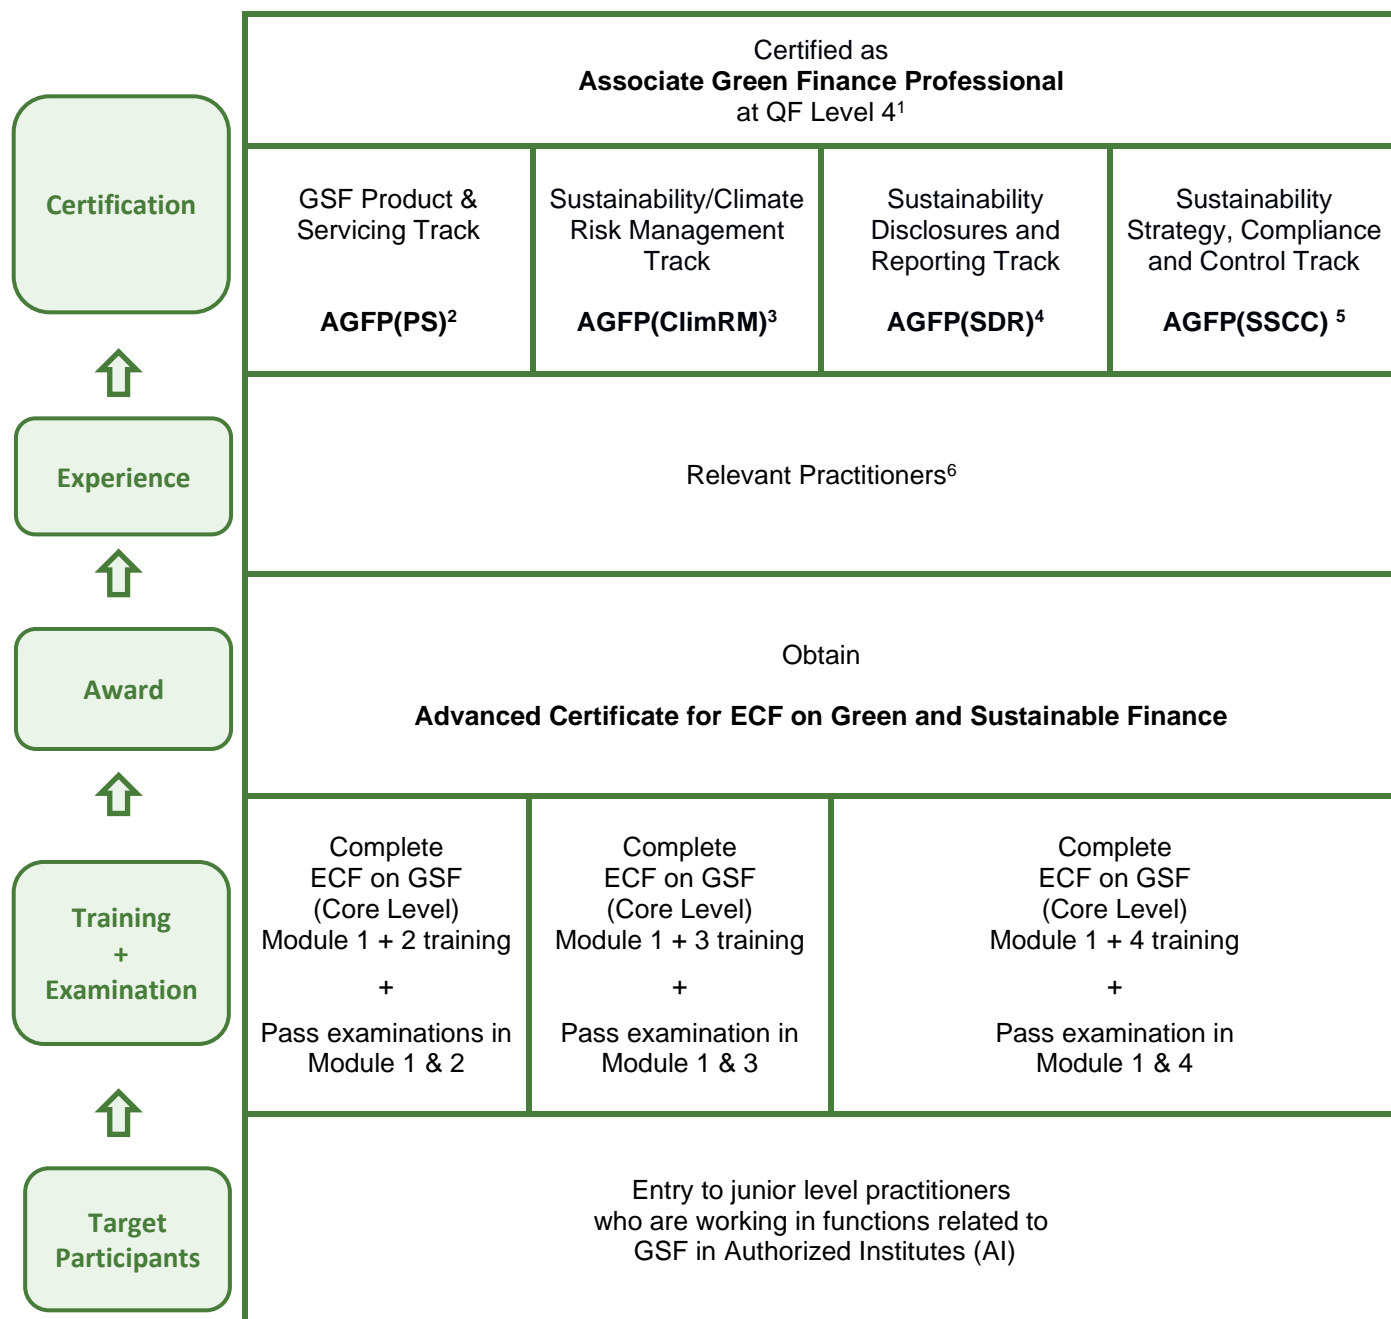 Certified as
Associate Green Finance Professional
at QF Level 4¹
Certification
GSF Product &
Servicing Track
AGFP(PS)²
Sustainability/Climate
Risk Management
Track
AGFP(ClimRM)³
Sustainability
Disclosures and
Reporting Track
AGFP(SDR)⁴
Sustainability
Strategy, Compliance
and Control Track
AGFP(SSCC) ⁵
Experience
Relevant Practitioners⁶
Award
Obtain
Advanced Certificate for ECF on Green and Sustainable Finance
Training
+
Examination
Complete
ECF on GSF
(Core Level)
Module 1 + 2 training
+
Pass examinations in
Module 1 & 2
Complete
ECF on GSF
(Core Level)
Module 1 + 3 training
+
Pass examination in
Module 1 & 3
Complete
ECF on GSF
(Core Level)
Module 1 + 4 training
+
Pass examination in
Module 1 & 4
Target
Participants
Entry to junior level practitioners
who are working in functions related to
GSF in Authorized Institutes (AI)